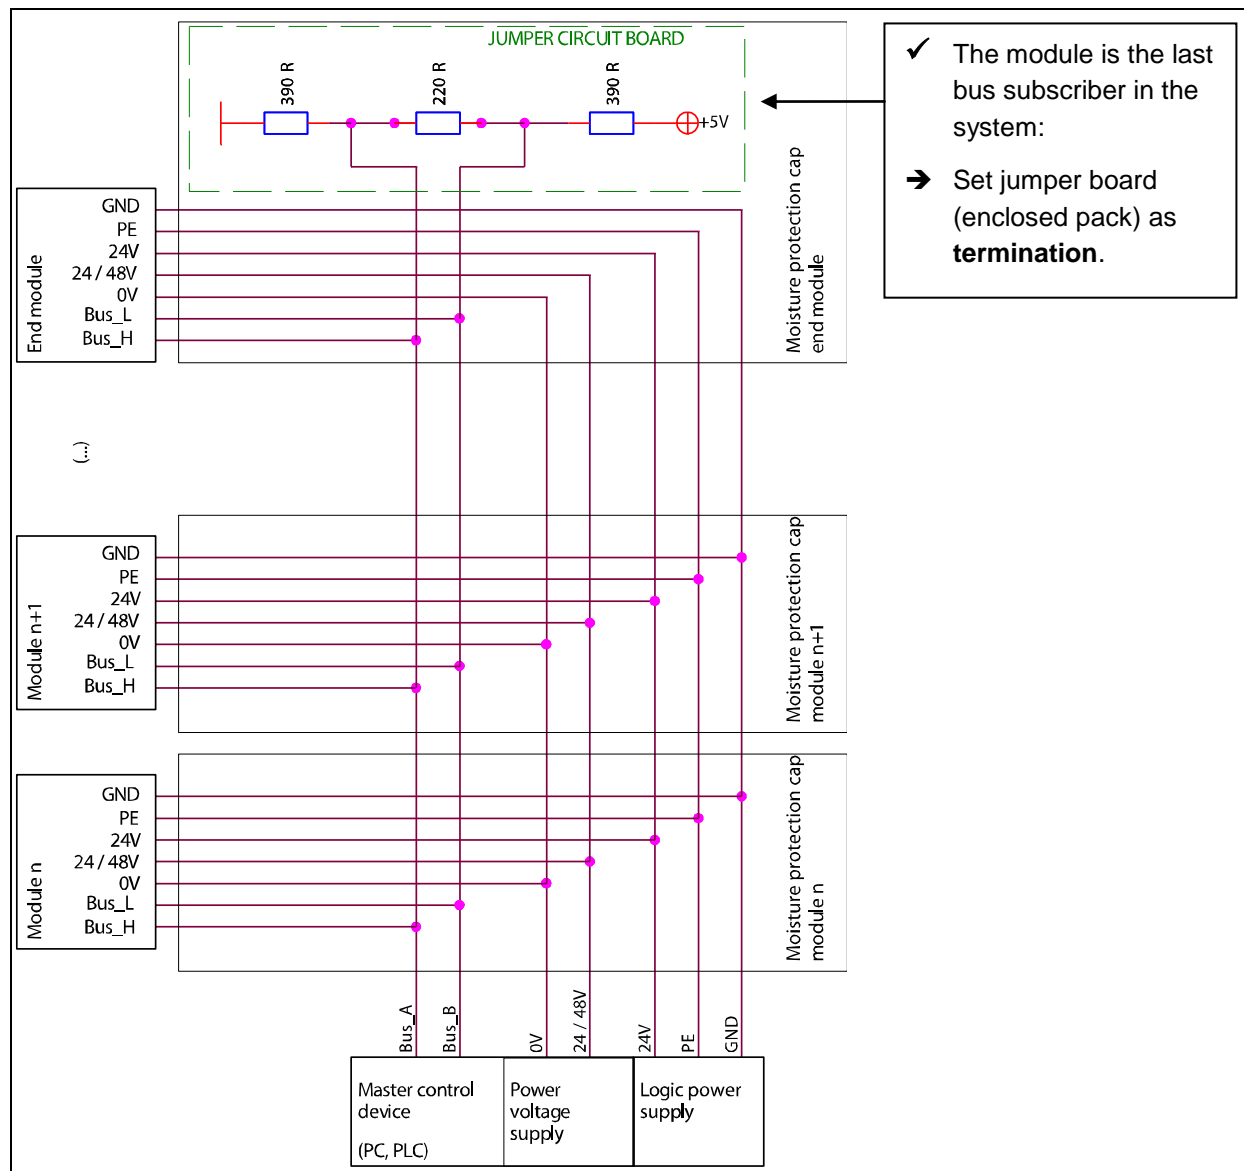 JUMPER CIRCUIT BOARD
390 R
220 R
390 R
+5V
✓ The module is the last
bus subscriber in the
system:
➔ Set jumper board
(enclosed pack) as
termination.
Moisture protection cap
end module
End module
GND
PE
24V
24 / 48V
0V
Bus_L
Bus_H
(...)
Module n+1
GND
PE
24V
24 / 48V
0V
Bus_L
Bus_H
Moisture protection cap
module n+1
Module n
GND
PE
24V
24 / 48V
0V
Bus_L
Bus_H
Moisture protection cap
module n
Bus_A
Bus_B
0V
24 / 48V
24V
PE
GND
Master control
device
(PC, PLC)
Power
voltage
supply
Logic power
supply